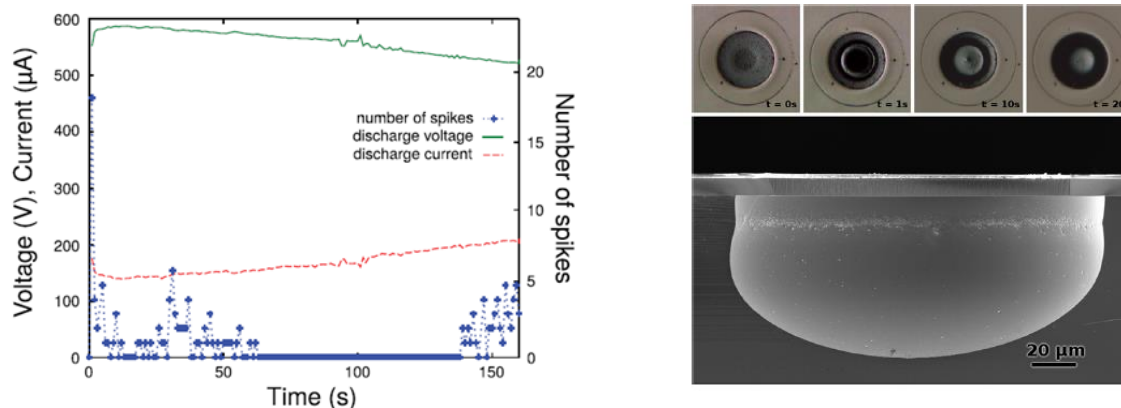 600
500
400
300
200
100
0
Voltage (V), Current (µA)
0
50
100
150
Time (s)
20
15
10
5
0
Number of spikes
number of spikes
discharge voltage
discharge current
t = 0s
t = 1s
t = 10s
20 µm